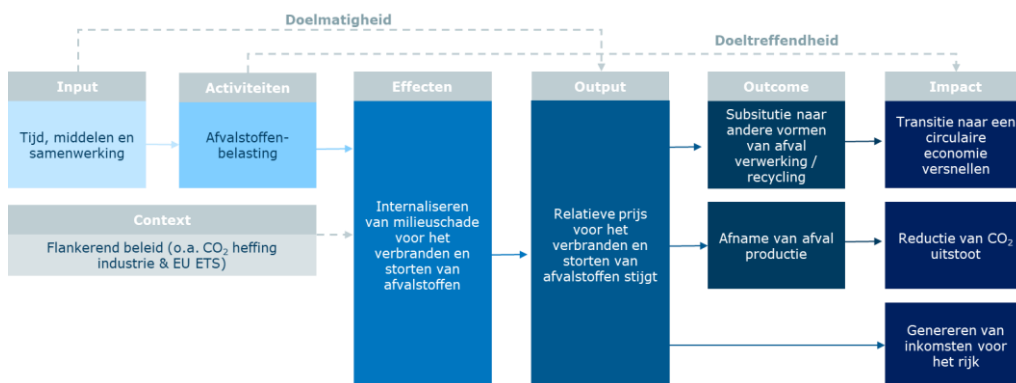 Doelmatigheid
Doeltreffendheid
Input
Tijd, middelen en
samenwerking
Activiteiten
Afvalstoffen-
belasting
Context
Flankerend beleid (o.a. CO₂ heffing
industrie & EU ETS)
Effecten
Internaliseren
van milieuschade
voor het
verbranden en
storten van
afvalstoffen
Output
Relatieve prijs
voor het
verbranden en
storten van
afvalstoffen stijgt
Outcome
Subsitutie naar
andere vormen
van afval
verwerking /
recycling
Afname van afval
productie
Impact
Transitie naar een
circulaire
economie
versnellen
Reductie van CO₂
uitstoot
Genereren van
inkomsten voor
het rijk